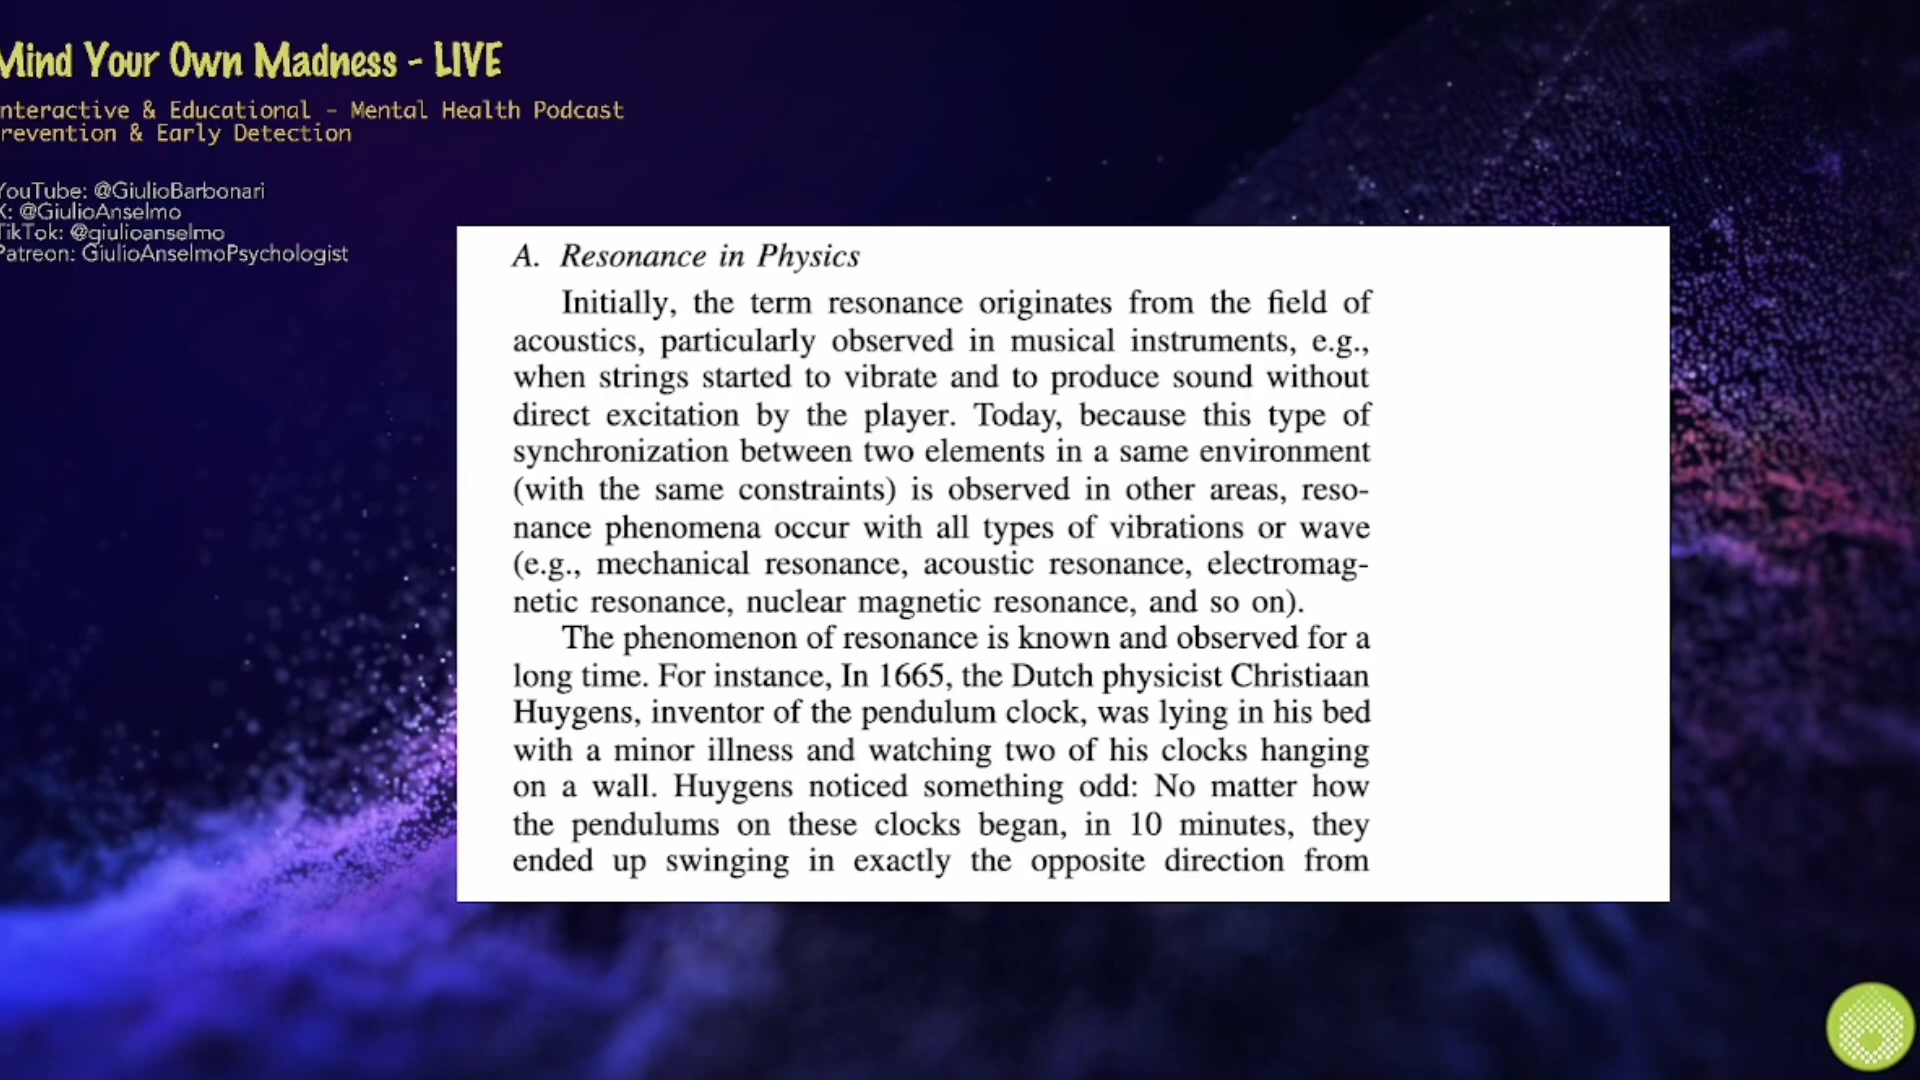 Mind Your Own Madness - LIVE
nteractive & Educational - Mental Health Podcast
revention & Early Detection
YouTube: @GiulioBarbonari
X: @GiulioAnselmo
TikTok: @giulioanselmo
Patreon: GiulioAnselmoPsychologist
A. Resonance in Physics
Initially, the term resonance originates from the field of
acoustics, particularly observed in musical instruments, e.g.,
when strings started to vibrate and to produce sound without
direct excitation by the player. Today, because this type of
synchronization between two elements in a same environment
(with the same constraints) is observed in other areas, reso-
nance phenomena occur with all types of vibrations or wave
(e.g., mechanical resonance, acoustic resonance, electromag-
netic resonance, nuclear magnetic resonance, and so on).
The phenomenon of resonance is known and observed for a
long time. For instance, In 1665, the Dutch physicist Christiaan
Huygens, inventor of the pendulum clock, was lying in his bed
with a minor illness and watching two of his clocks hanging
on a wall. Huygens noticed something odd: No matter how
the pendulums on these clocks began, in 10 minutes, they
ended up swinging in exactly the opposite direction from